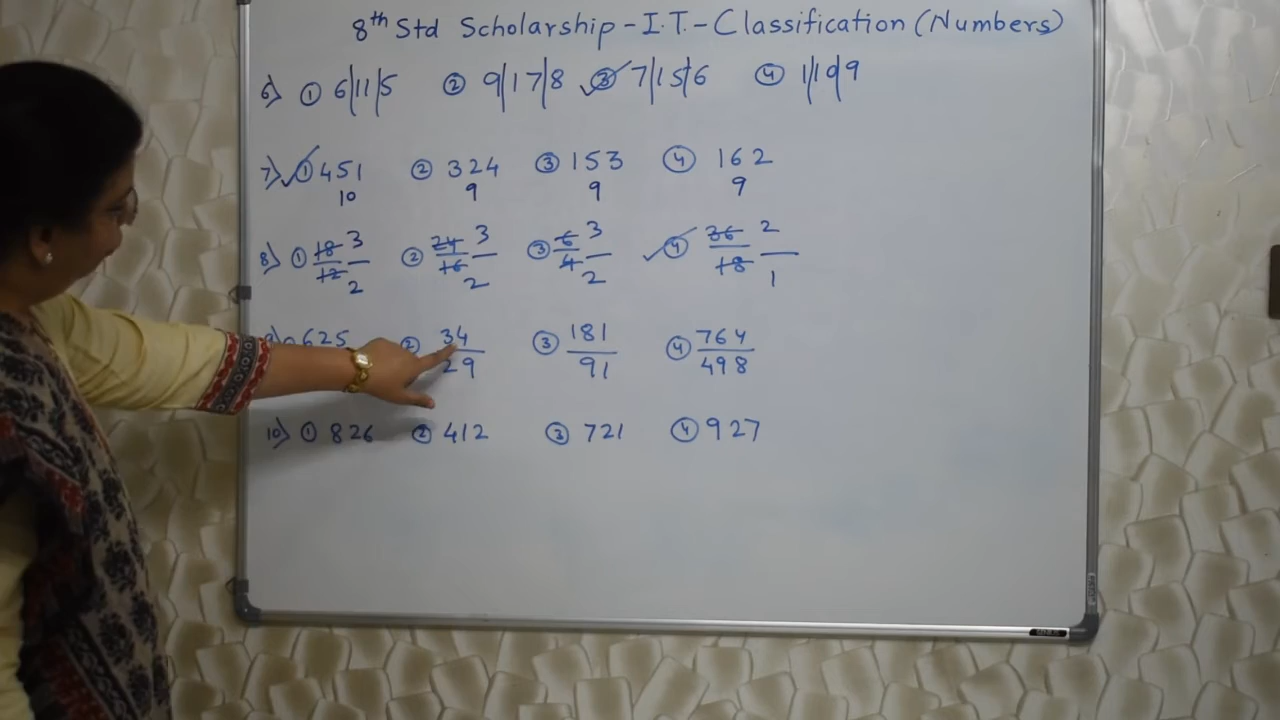 8th Std Scholarship - I.T. - Classification (Numbers)
6) ① 6|11|5 ② 9|17|8 ③ 7|15|6 ④ 1|10|9
7) ① 451 ② 324 ③ 153 ④ 162
10 9 9 9
8) ① 18/12 3/2 ② 24/16 3/2 ③ 6/4 3/2 ④ 36/18 2/1
625 ② 34/29 ③ 181/91 ④ 764/498
10) ① 826 ② 412 ③ 721 ④ 927